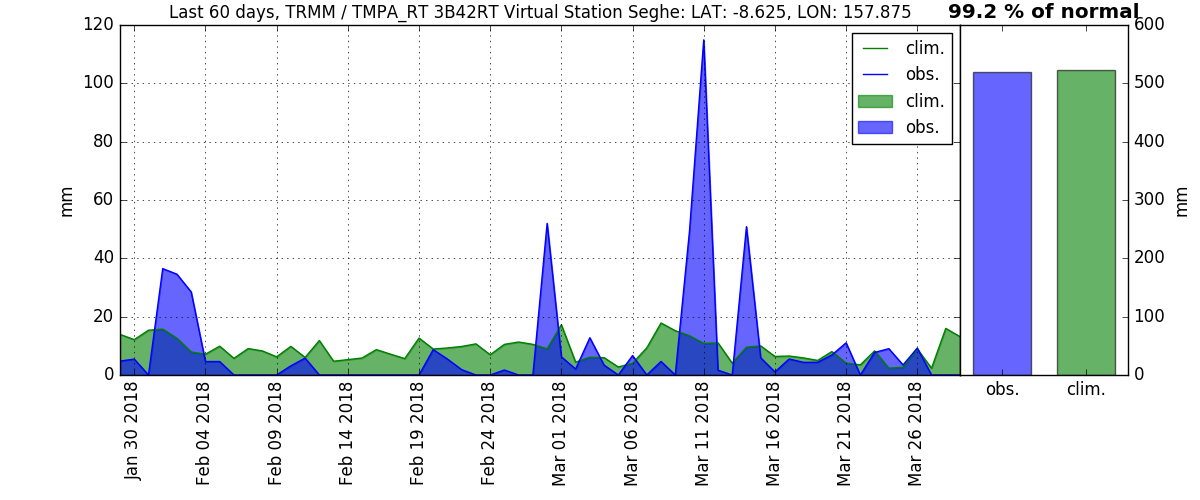 Last 60 days, TRMM / TMPA_RT 3B42RT Virtual Station Seghe: LAT: -8.625, LON: 157.875
99.2 % of normal
120
100
80
60
40
20
0
mm
clim.
obs.
clim.
obs.
600
500
400
300
200
100
0
mm
Jan 30 2018
Feb 04 2018
Feb 09 2018
Feb 14 2018
Feb 19 2018
Feb 24 2018
Mar 01 2018
Mar 06 2018
Mar 11 2018
Mar 16 2018
Mar 21 2018
Mar 26 2018
obs.
clim.